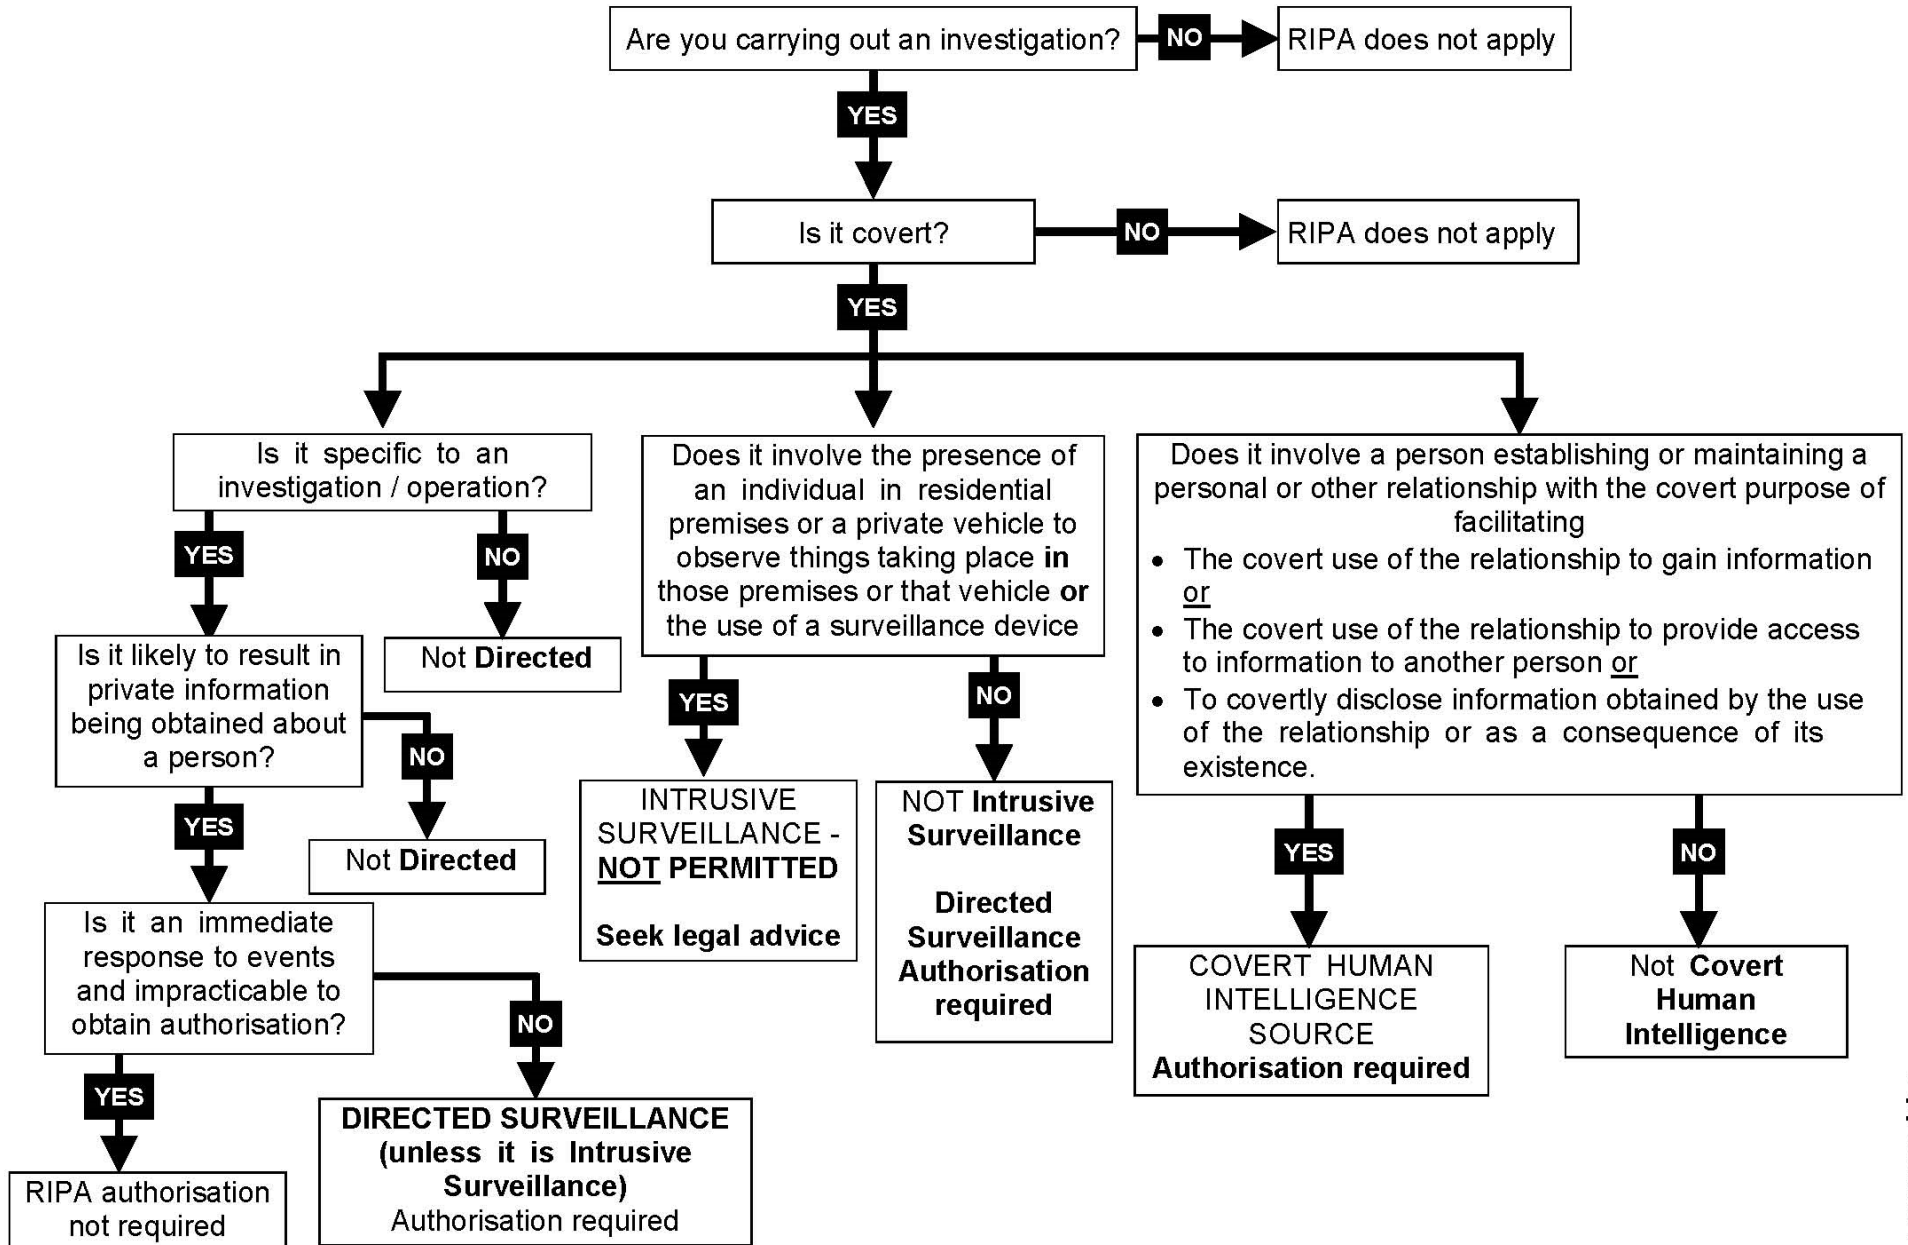 Are you carrying out an investigation?
NO
RIPA does not apply
YES
Is it covert?
NO
RIPA does not apply
YES
Is it specific to an
investigation / operation?
YES
NO
Not Directed
Is it likely to result in
private information
being obtained about
a person?
NO
Not Directed
YES
Is it an immediate
response to events
and impracticable to
obtain authorisation?
NO
YES
RIPA authorisation
not required
DIRECTED SURVEILLANCE
(unless it is Intrusive
Surveillance)
Authorisation required
Does it involve the presence of
an individual in residential
premises or a private vehicle to
observe things taking place in
those premises or that vehicle or
the use of a surveillance device
YES
NO
INTRUSIVE
SURVEILLANCE -
NOT PERMITTED
Seek legal advice
NOT Intrusive
Surveillance
Directed
Surveillance
Authorisation
required
Does it involve a person establishing or maintaining a
personal or other relationship with the covert purpose of
facilitating
• The covert use of the relationship to gain information
or
• The covert use of the relationship to provide access
to information to another person or
• To covertly disclose information obtained by the use
of the relationship or as a consequence of its
existence.
YES
NO
COVERT HUMAN
INTELLIGENCE
SOURCE
Authorisation required
Not Covert
Human
Intelligence